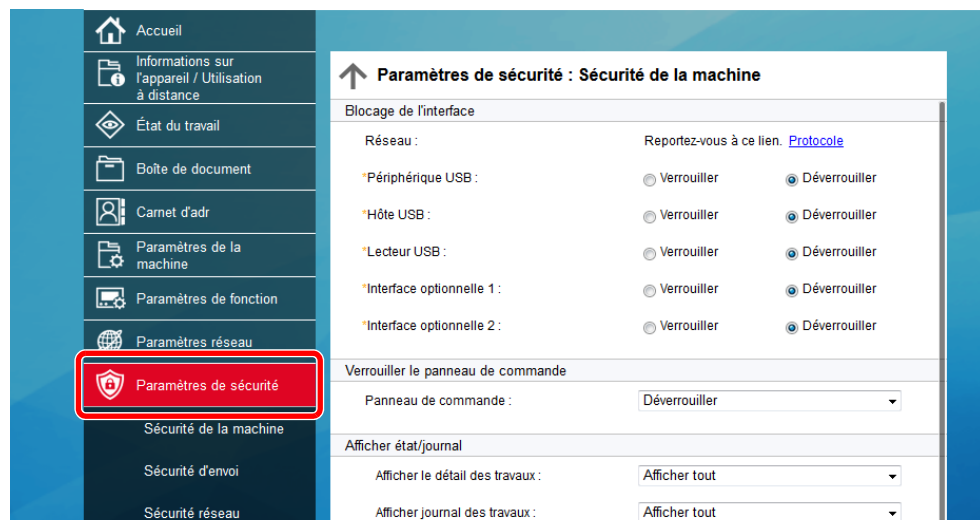 Accueil
Informations sur
l'appareil / Utilisation
à distance
État du travail
Boîte de document
Carnet d'adr
Paramètres de la
machine
Paramètres de fonction
Paramètres réseau
Paramètres de sécurité
Sécurité de la machine
Sécurité d'envoi
Sécurité réseau
Paramètres de sécurité : Sécurité de la machine
Blocage de l'interface
Réseau : Reportez-vous à ce lien. Protocole
*Périphérique USB : Verrouiller Déverrouiller
*Hôte USB : Verrouiller Déverrouiller
*Lecteur USB : Verrouiller Déverrouiller
*Interface optionnelle 1 : Verrouiller Déverrouiller
*Interface optionnelle 2 : Verrouiller Déverrouiller
Verrouiller le panneau de commande
Panneau de commande : Déverrouiller
Afficher état/journal
Afficher le détail des travaux : Afficher tout
Afficher journal des travaux : Afficher tout